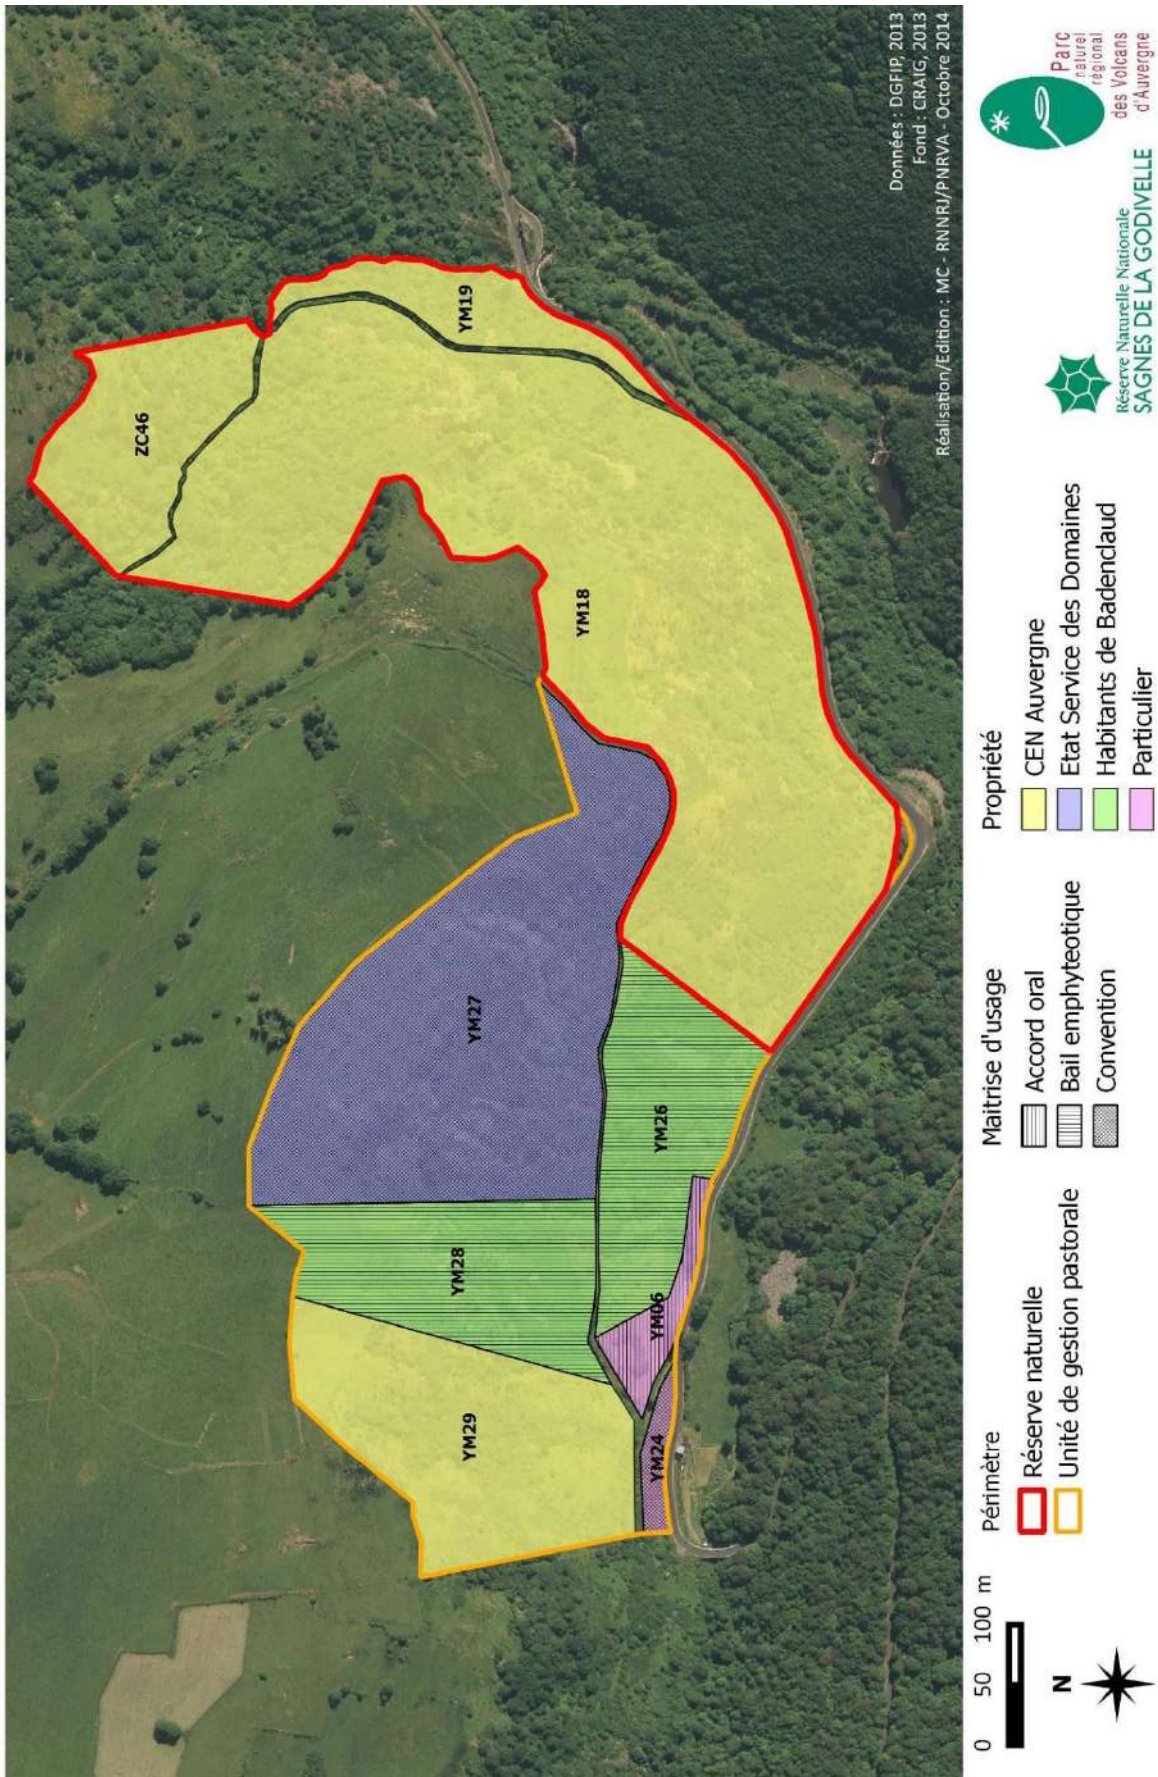 ZC46
YM19
YM18
YM27
YM28
YM26
YM29
YM06
YM24
Données : DGFIP, 2013
Fond : CRAIG, 2013
Réalisation/Edition : MC - RNNRJ/PNRVA - Octobre 2014
0 50 100 m
N
Périmètre
Réserve naturelle
Unité de gestion pastorale
Maitrise d'usage
Accord oral
Bail emphyteotique
Convention
Propriété
CEN Auvergne
Etat Service des Domaines
Habitants de Badenclaud
Particulier
Réserve Naturelle Nationale
SAGNES DE LA GODIVELLE
Parc
naturel
régional
des Volcans
d'Auvergne